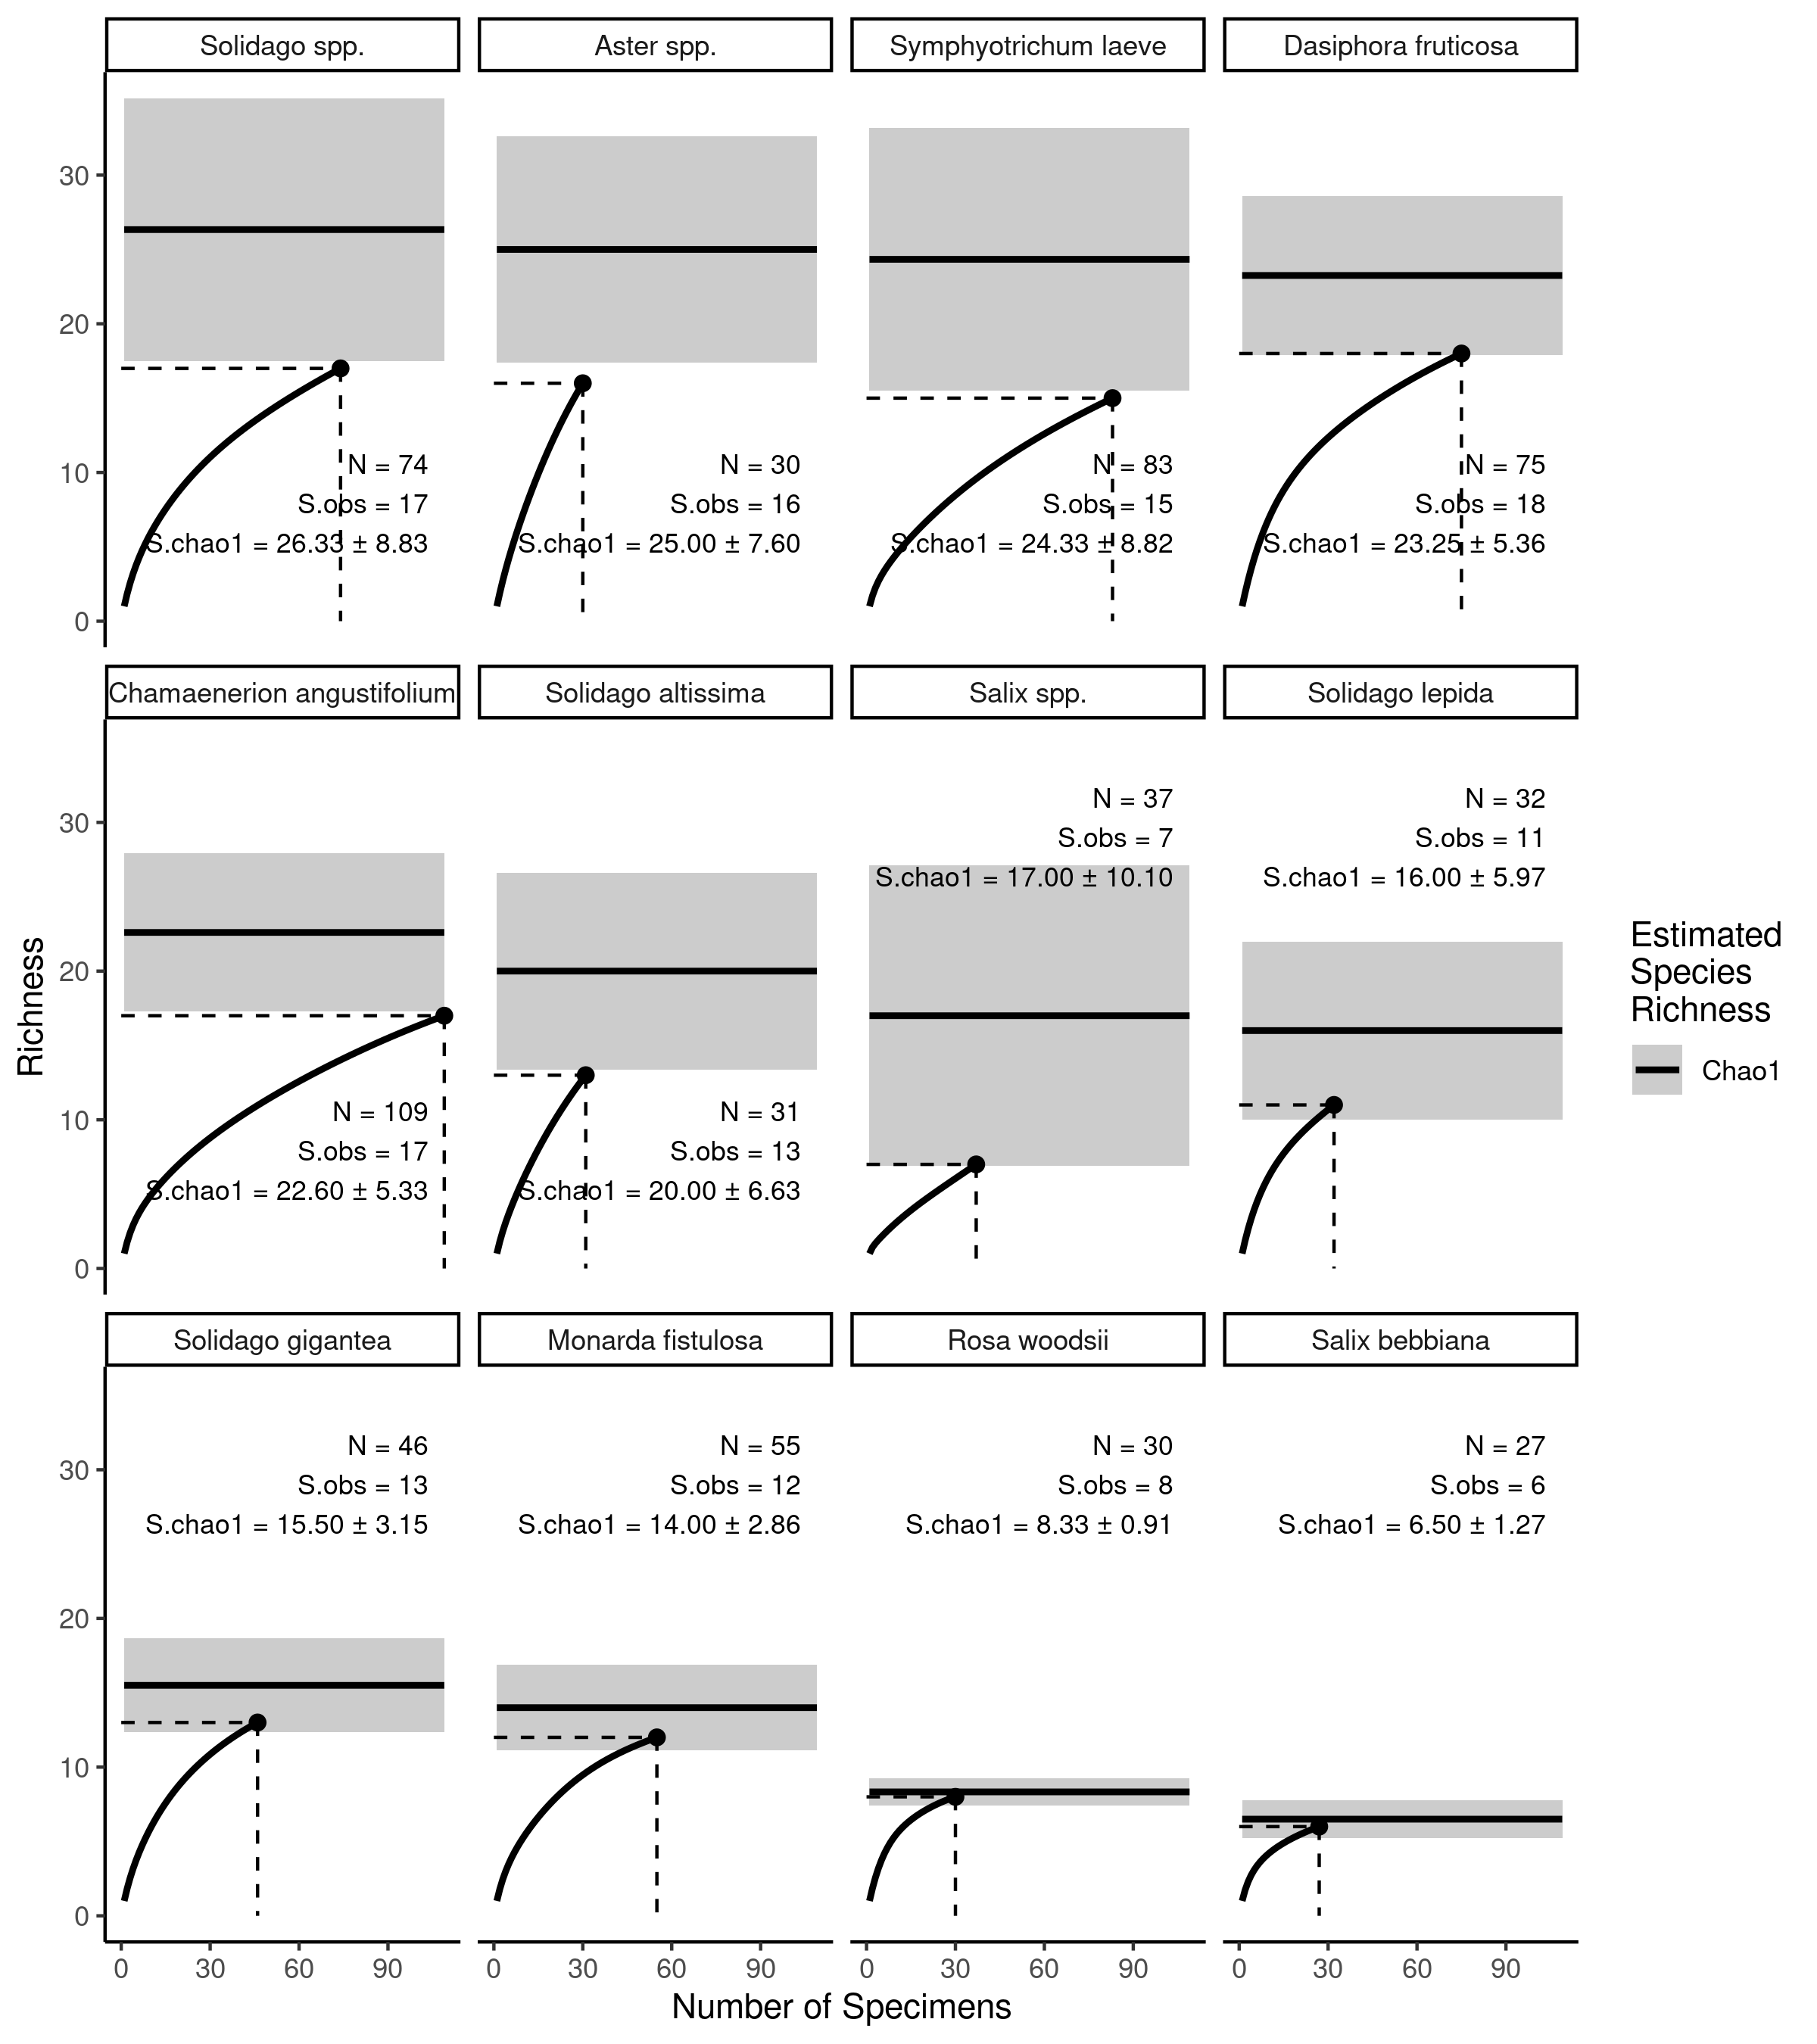 Solidago spp.
Aster spp.
Symphyotrichum laeve
Dasiphora fruticosa
30
20
10
0
N = 74
S.obs = 17
S.chao1 = 26.33 ± 8.83
N = 30
S.obs = 16
S.chao1 = 25.00 ± 7.60
N = 83
S.obs = 15
S.chao1 = 24.33 ± 8.82
N = 75
S.obs = 18
S.chao1 = 23.25 ± 5.36
Chamaenerion angustifolium
Solidago altissima
Salix spp.
Solidago lepida
Richness
30
20
10
0
N = 109
S.obs = 17
S.chao1 = 22.60 ± 5.33
N = 31
S.obs = 13
S.chao1 = 20.00 ± 6.63
N = 37
S.obs = 7
S.chao1 = 17.00 ± 10.10
N = 32
S.obs = 11
S.chao1 = 16.00 ± 5.97
Estimated
Species
Richness
Chao1
Solidago gigantea
Monarda fistulosa
Rosa woodsii
Salix bebbiana
30
20
10
0
N = 46
S.obs = 13
S.chao1 = 15.50 ± 3.15
N = 55
S.obs = 12
S.chao1 = 14.00 ± 2.86
N = 30
S.obs = 8
S.chao1 = 8.33 ± 0.91
N = 27
S.obs = 6
S.chao1 = 6.50 ± 1.27
0 30 60 90
0 30 60 90
0 30 60 90
0 30 60 90
Number of Specimens